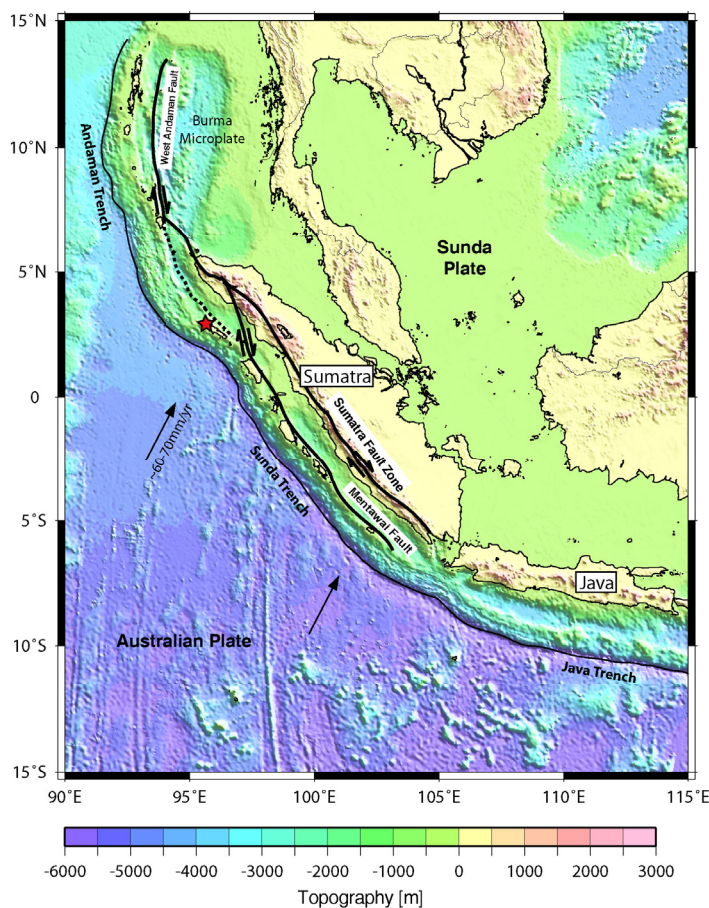 15°N
10°N
5°N
0
5°S
10°S
15°S
Andaman Trench
West Andaman Fault
Burma
Microplate
Sunda
Plate
Sumatra
~60-70mm/yr
Sunda Trench
Sumatra Fault Zone
Mentawai Fault
Java
Australian Plate
Java Trench
90°E
95°E
100°E
105°E
110°E
115°E
-6000
-5000
-4000
-3000
-2000
-1000
0
1000
2000
3000
Topography [m]